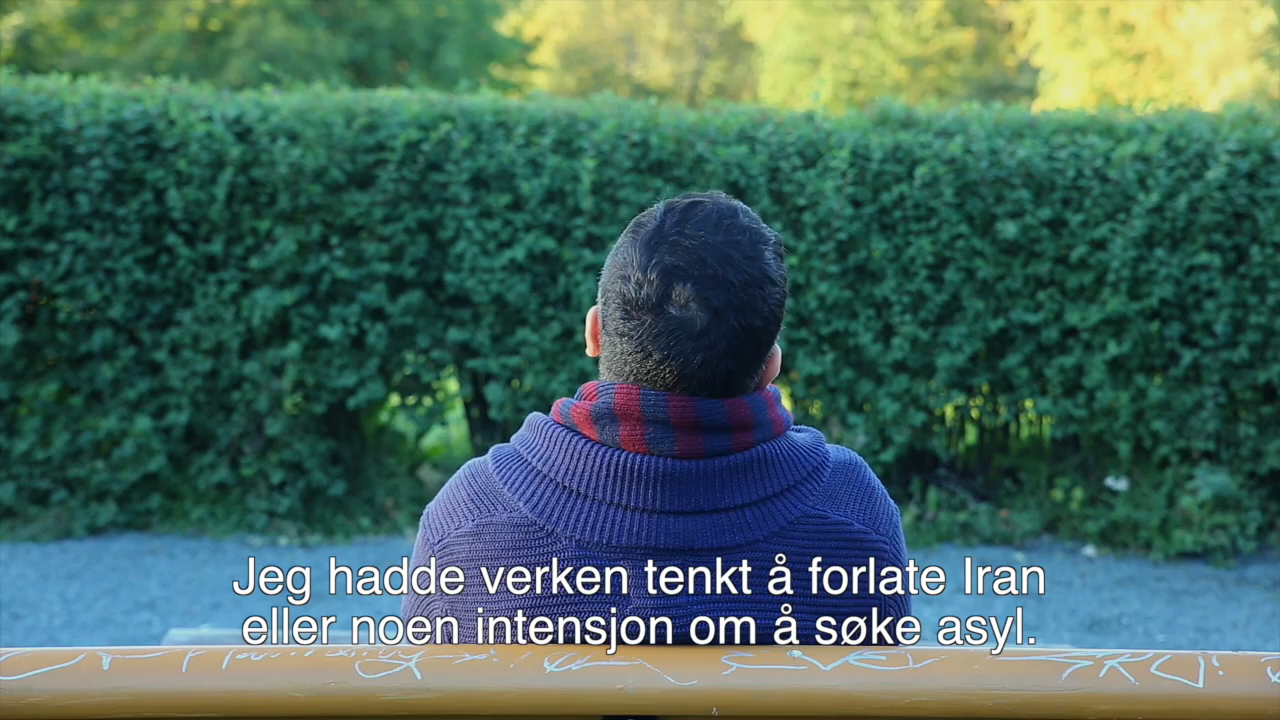 Jeg hadde verken tenkt å forlate Iran
eller noen intensjon om å søke asyl.